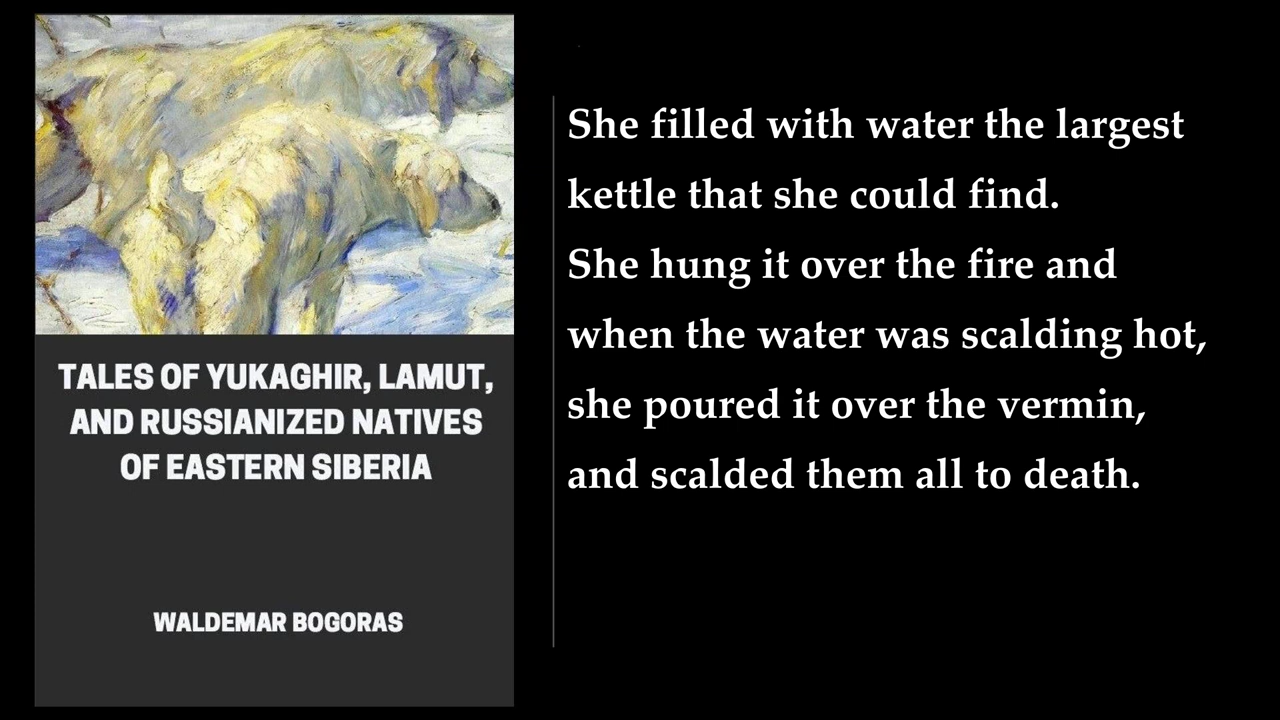 TALES OF YUKAGHIR, LAMUT,
AND RUSSIANIZED NATIVES
OF EASTERN SIBERIA
WALDEMAR BOGORAS
She filled with water the largest
kettle that she could find.
She hung it over the fire and
when the water was scalding hot,
she poured it over the vermin,
and scalded them all to death.